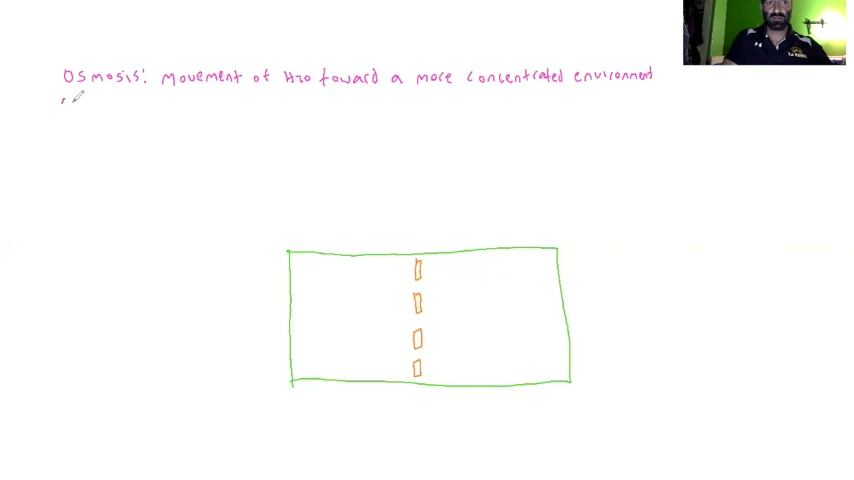 Osmosis: Movement of H2O toward a more concentrated environment